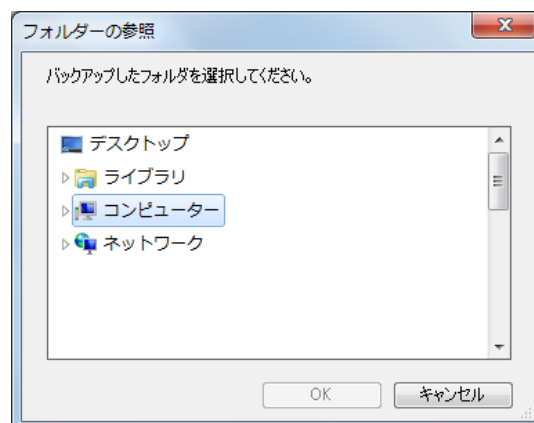 フォルダーの参照
バックアップしたフォルダを選択してください。
デスクトップ
ライブラリ
コンピューター
ネットワーク
OK
キャンセル